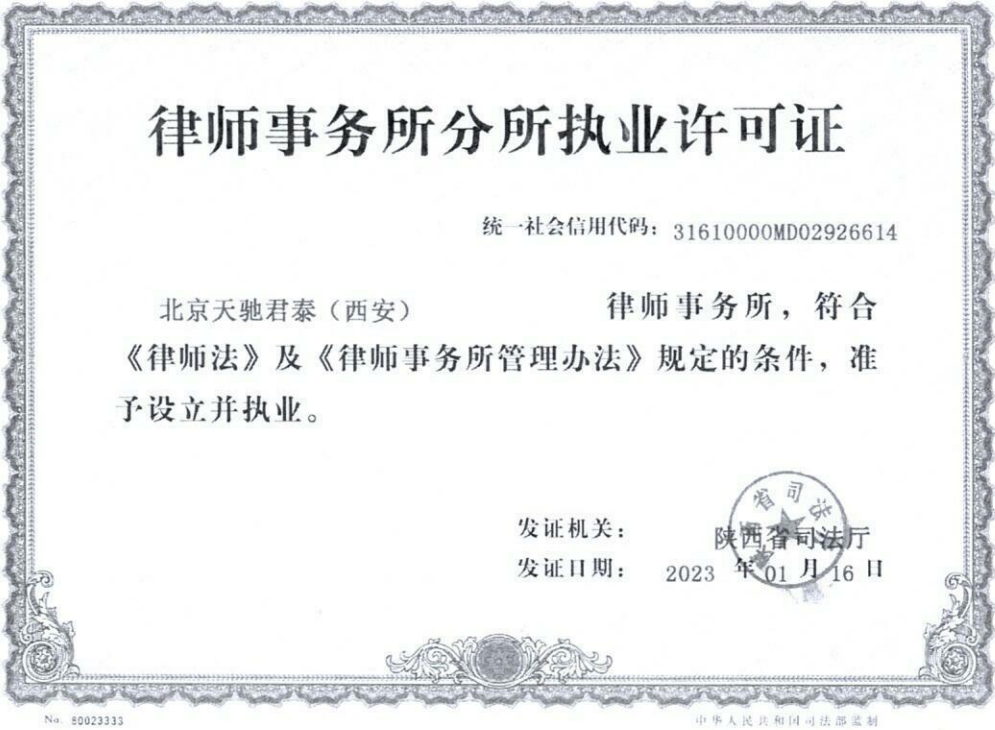 律师事务所分所执业许可证
统一社会信用代码：31610000MD02926614
北京天驰君泰（西安） 律师事务所，符合
《律师法》及《律师事务所管理办法》规定的条件，准
予设立并执业。
发证机关： 陕西省司法厅
发证日期： 2023 年 01 月 16 日
No. 80023333
中华人民共和国司法部监制